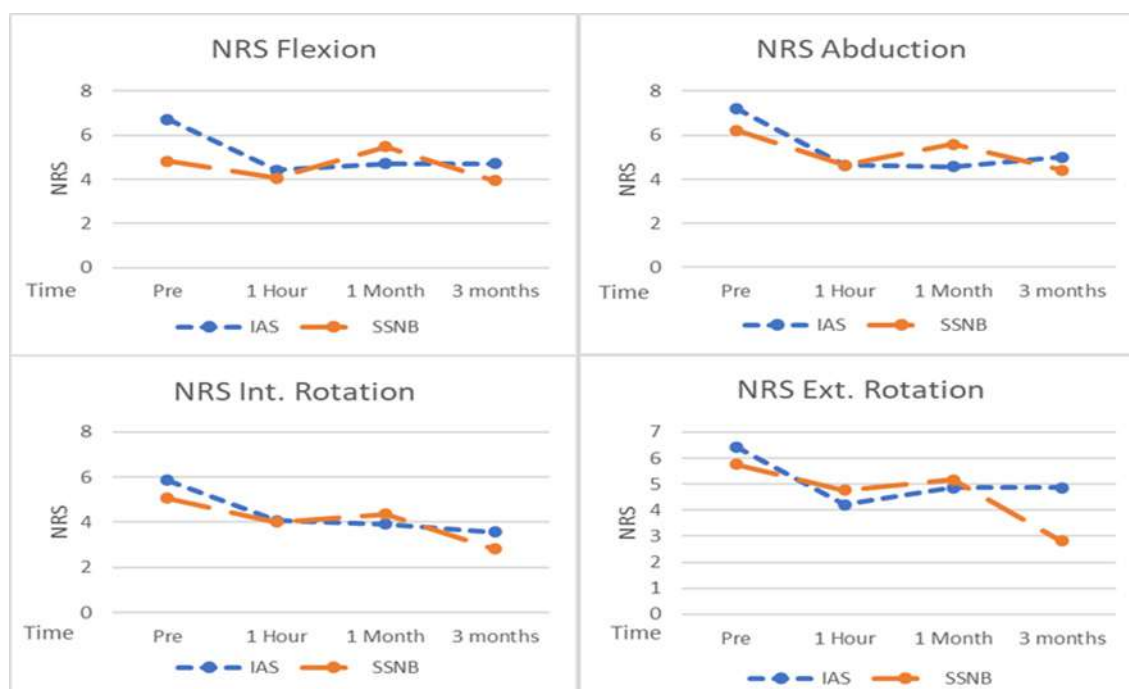 NRS Flexion
8
6
4
2
0
NRS
Time
Pre
1 Hour
1 Month
3 months
IAS
SSNB
NRS Abduction
8
6
4
2
0
NRS
Time
Pre
1 Hour
1 Month
3 months
IAS
SSNB
NRS Int. Rotation
8
6
4
2
0
NRS
Time
Pre
1 Hour
1 Month
3 months
IAS
SSNB
NRS Ext. Rotation
7
6
5
4
3
2
1
0
NRS
Time
Pre
1 Hour
1 Month
3 months
IAS
SSNB